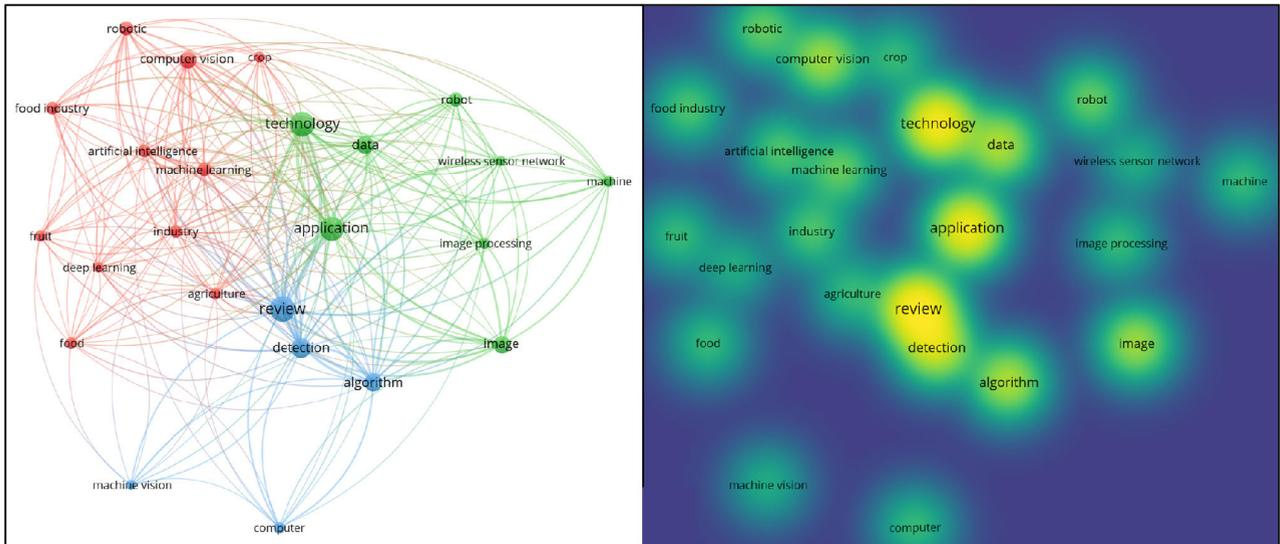 robotic
computer vision
crop
food industry
robot
technology
data
artificial intelligence
wireless sensor network
machine learning
machine
application
fruit
industry
image processing
deep learning
agriculture
review
food
detection
image
algorithm
machine vision
computer
robotic
computer vision
crop
food industry
robot
technology
data
artificial intelligence
wireless sensor network
machine learning
machine
application
fruit
industry
image processing
deep learning
agriculture
review
food
detection
image
algorithm
machine vision
computer